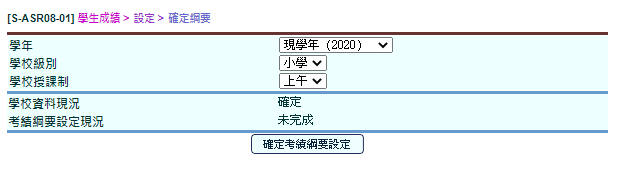 [S-ASR08-01] 學生成績 > 設定 > 確定綱要
學年 現學年（2020）
學校級別 小學
學校授課制 上午
學校資料現況 確定
考績綱要設定現況 未完成
確定考績綱要設定